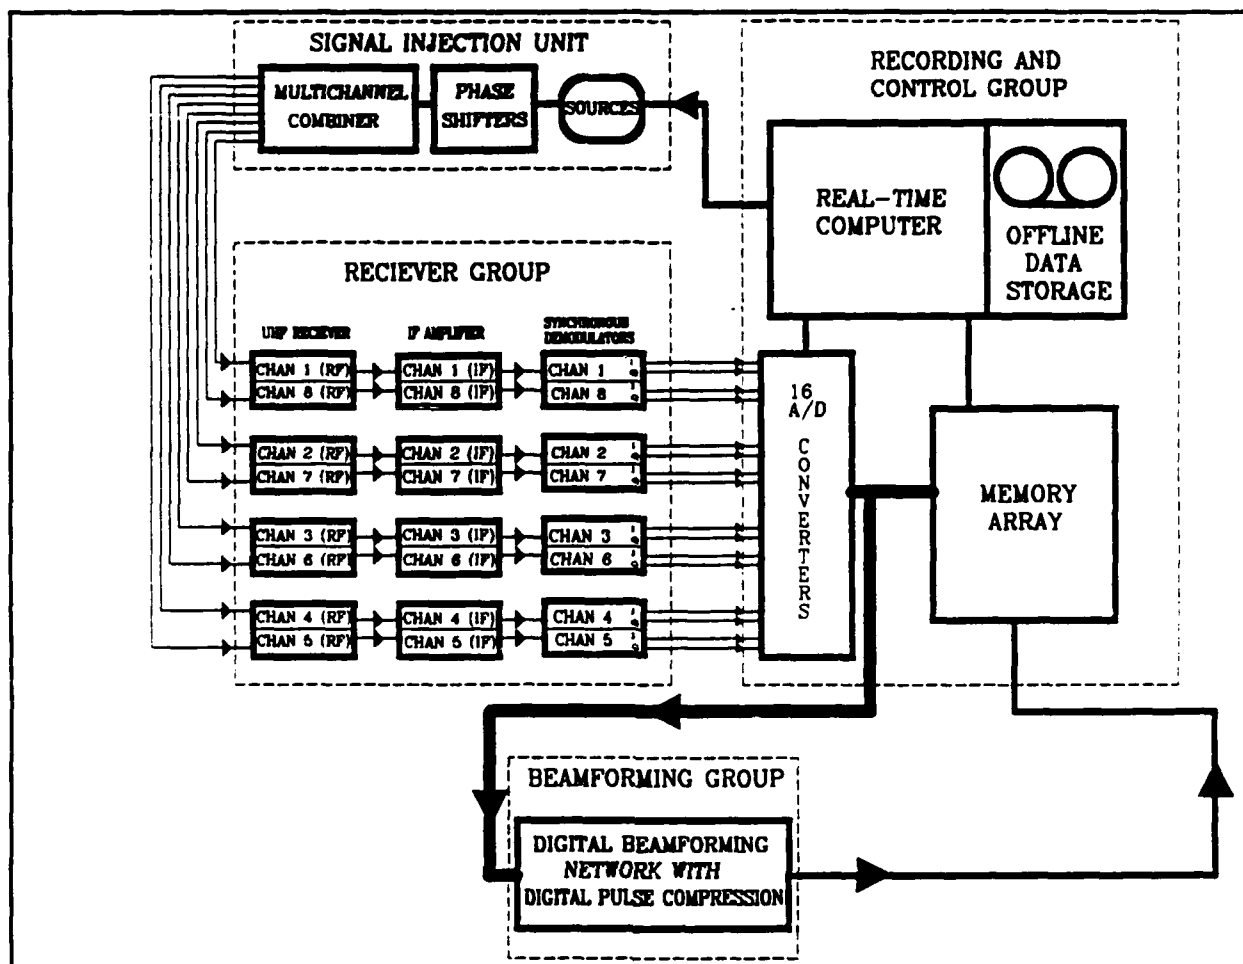 SIGNAL INJECTION UNIT
MULTICHANNEL
COMBINER
PHASE
SHIFTERS
SOURCES
RECORDING AND
CONTROL GROUP
REAL-TIME
COMPUTER
OFFLINE
DATA
STORAGE
RECIEVER GROUP
UHF RECIEVER
IF AMPLIFIER
SYNCHRONOUS
DEMODULATORS
CHAN 1 (RF)
CHAN 8 (RF)
CHAN 1 (IF)
CHAN 8 (IF)
CHAN 1
CHAN 8
CHAN 2 (RF)
CHAN 7 (RF)
CHAN 2 (IF)
CHAN 7 (IF)
CHAN 2
CHAN 7
CHAN 3 (RF)
CHAN 6 (RF)
CHAN 3 (IF)
CHAN 6 (IF)
CHAN 3
CHAN 6
CHAN 4 (RF)
CHAN 5 (RF)
CHAN 4 (IF)
CHAN 5 (IF)
CHAN 4
CHAN 5
16
A/D
CONVERTERS
MEMORY
ARRAY
BEAMFORMING GROUP
DIGITAL BEAMFORMING
NETWORK WITH
DIGITAL PULSE COMPRESSION